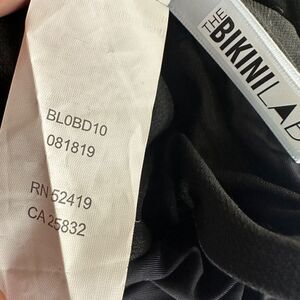 BL0BD10
081819
RN 52419
CA 25832
THE
BIKINI LAB